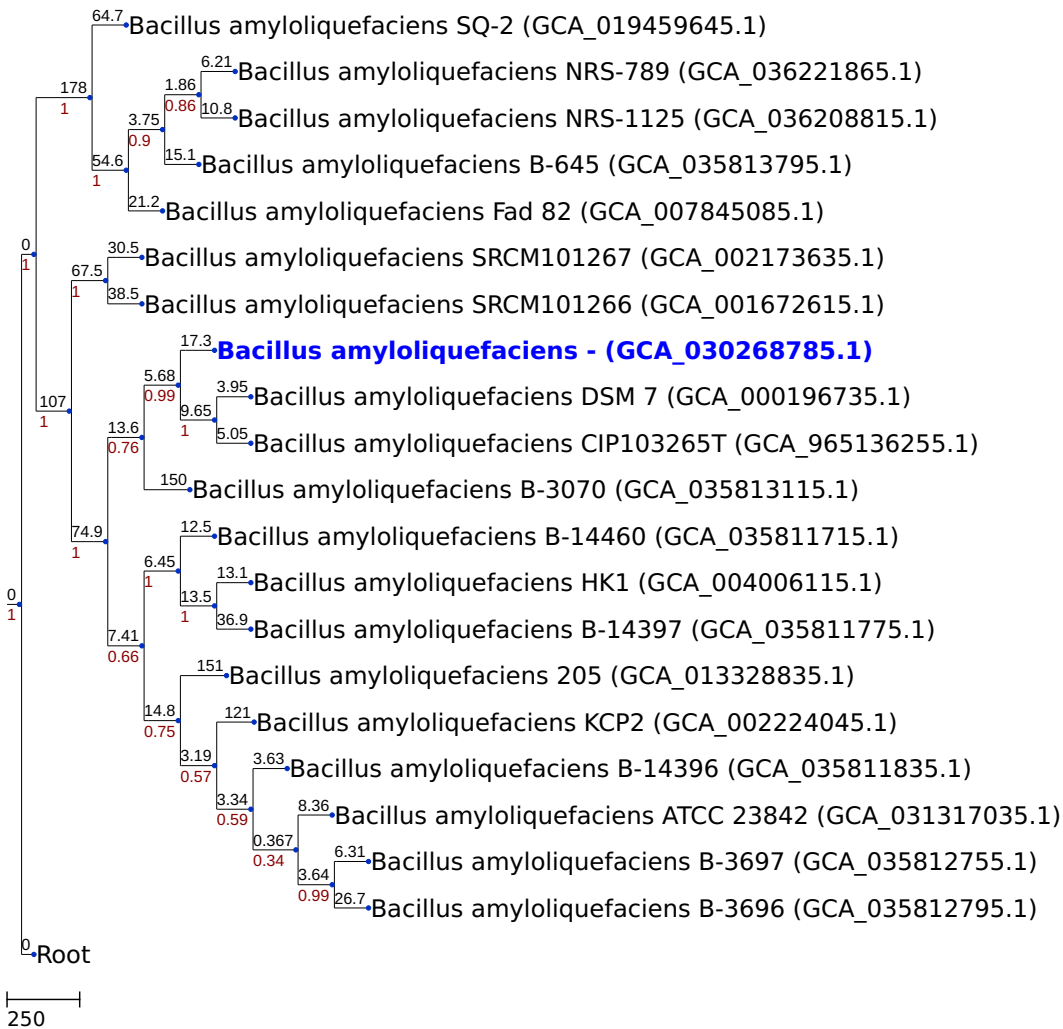 64.7 Bacillus amyloliquefaciens SQ-2 (GCA_019459645.1)
6.21 Bacillus amyloliquefaciens NRS-789 (GCA_036221865.1)
1.86
178
1
0.86
10.8 Bacillus amyloliquefaciens NRS-1125 (GCA_036208815.1)
3.75
0.9
15.1 Bacillus amyloliquefaciens B-645 (GCA_035813795.1)
54.6
1
21.2 Bacillus amyloliquefaciens Fad 82 (GCA_007845085.1)
0
1
30.5 Bacillus amyloliquefaciens SRCM101267 (GCA_002173635.1)
67.5
1
38.5 Bacillus amyloliquefaciens SRCM101266 (GCA_001672615.1)
17.3 Bacillus amyloliquefaciens - (GCA_030268785.1)
5.68
0.99
3.95 Bacillus amyloliquefaciens DSM 7 (GCA_000196735.1)
107
1
9.65
1
5.05 Bacillus amyloliquefaciens CIP103265T (GCA_965136255.1)
13.6
0.76
150 Bacillus amyloliquefaciens B-3070 (GCA_035813115.1)
74.9
1
12.5 Bacillus amyloliquefaciens B-14460 (GCA_035811715.1)
6.45
1
13.1 Bacillus amyloliquefaciens HK1 (GCA_004006115.1)
0
1
13.5
1
36.9 Bacillus amyloliquefaciens B-14397 (GCA_035811775.1)
7.41
0.66
151 Bacillus amyloliquefaciens 205 (GCA_013328835.1)
14.8
0.75
121 Bacillus amyloliquefaciens KCP2 (GCA_002224045.1)
3.19
0.57
3.63 Bacillus amyloliquefaciens B-14396 (GCA_035811835.1)
3.34
0.59
8.36 Bacillus amyloliquefaciens ATCC 23842 (GCA_031317035.1)
0.367
0.34
6.31 Bacillus amyloliquefaciens B-3697 (GCA_035812755.1)
3.64
0.99
26.7 Bacillus amyloliquefaciens B-3696 (GCA_035812795.1)
0 Root
250